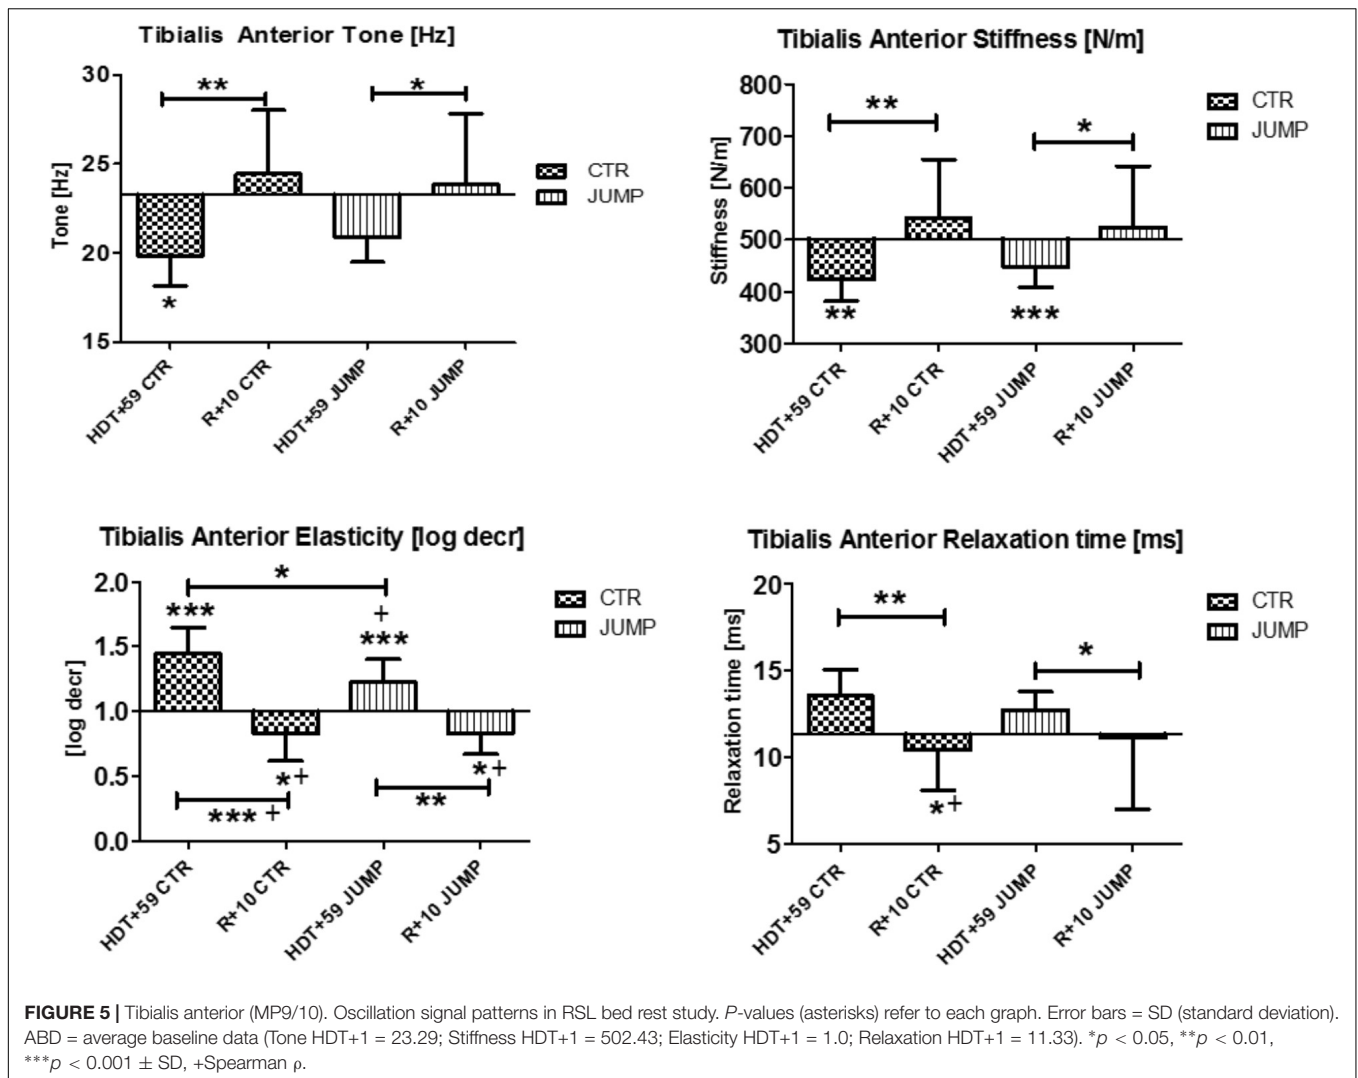 Tibialis Anterior Tone [Hz]
30
25
20
15
Tone [Hz]
**
*
*
CTR
JUMP
HDT+59 CTR
R+10 CTR
HDT+59 JUMP
R+10 JUMP
Tibialis Anterior Stiffness [N/m]
800
700
600
500
400
300
Stiffness [N/m]
**
*
**
***
CTR
JUMP
HDT+59 CTR
R+10 CTR
HDT+59 JUMP
R+10 JUMP
Tibialis Anterior Elasticity [log decr]
2.0
1.5
1.0
0.5
0.0
[log decr]
*
***
+
***
*+
*+
*** +
**
CTR
JUMP
HDT+59 CTR
R+10 CTR
HDT+59 JUMP
R+10 JUMP
Tibialis Anterior Relaxation time [ms]
20
15
10
5
Relaxation time [ms]
**
*
*+
CTR
JUMP
HDT+59 CTR
R+10 CTR
HDT+59 JUMP
R+10 JUMP
FIGURE 5 | Tibialis anterior (MP9/10). Oscillation signal patterns in RSL bed rest study. P-values (asterisks) refer to each graph. Error bars = SD (standard deviation).
ABD = average baseline data (Tone HDT+1 = 23.29; Stiffness HDT+1 = 502.43; Elasticity HDT+1 = 1.0; Relaxation HDT+1 = 11.33). *p < 0.05, **p < 0.01,
***p < 0.001 ± SD, +Spearman ρ.